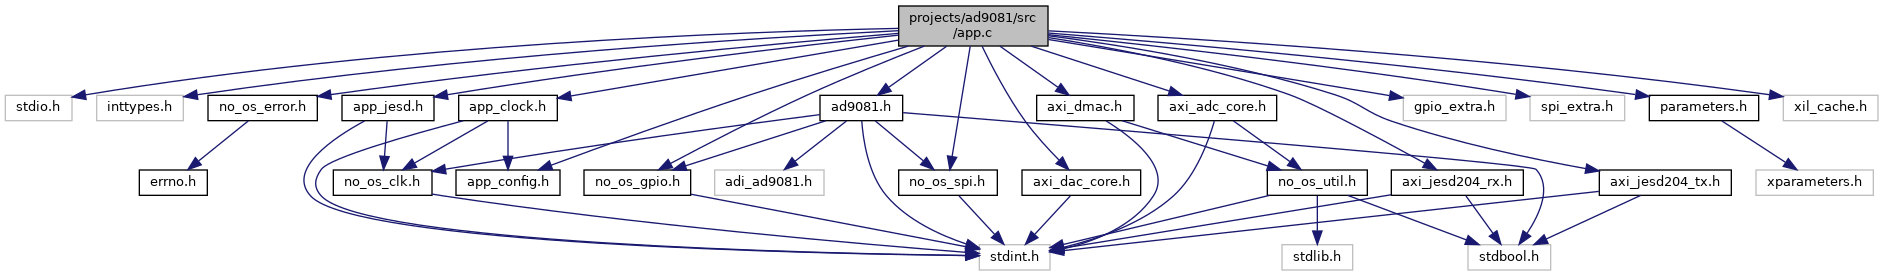 projects/ad9081/src
/app.c
stdio.h
inttypes.h
no_os_error.h
app_jesd.h
app_clock.h
ad9081.h
axi_dmac.h
axi_adc_core.h
gpio_extra.h
spi_extra.h
parameters.h
xil_cache.h
errno.h
no_os_clk.h
app_config.h
no_os_gpio.h
adi_ad9081.h
no_os_spi.h
axi_dac_core.h
no_os_util.h
axi_jesd204_rx.h
axi_jesd204_tx.h
xparameters.h
stdint.h
stdlib.h
stdbool.h